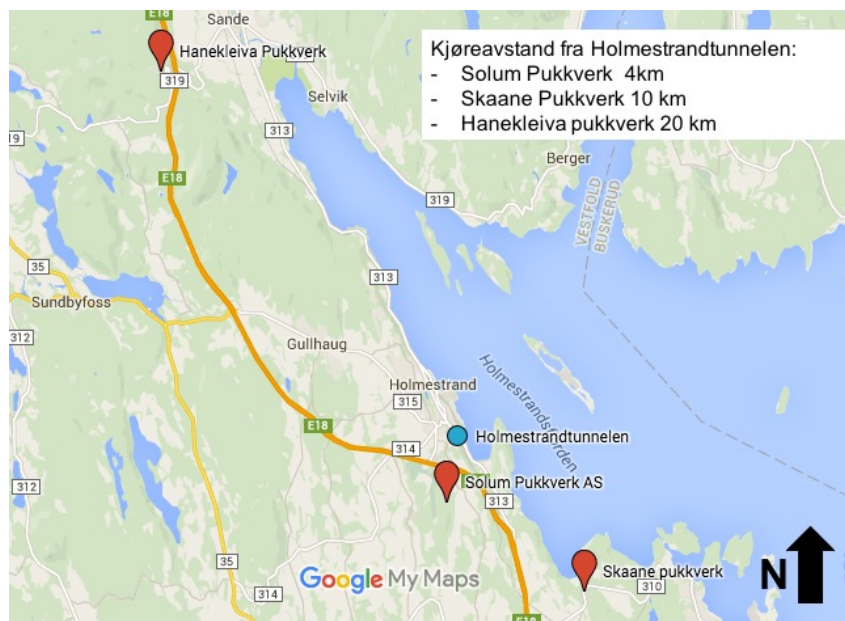 E18
Sande
Hanekleiva Pukkverk
319
Selvik
313
Kjøreavstand fra Holmestrandtunnelen:
- Solum Pukkverk 4km
- Skaane Pukkverk 10 km
- Hanekleiva pukkverk 20 km
19
Berger
E18
319
VESTFOLD
BUSKERUD
35
313
Sundbyfoss
312
Gullhaug
Holmestrandsfjorden
Holmestrand
315
E18
314
Holmestrandtunnelen
Solum Pukkverk AS
312
313
35
314
Google My Maps
Skaane pukkverk
310
N
E18